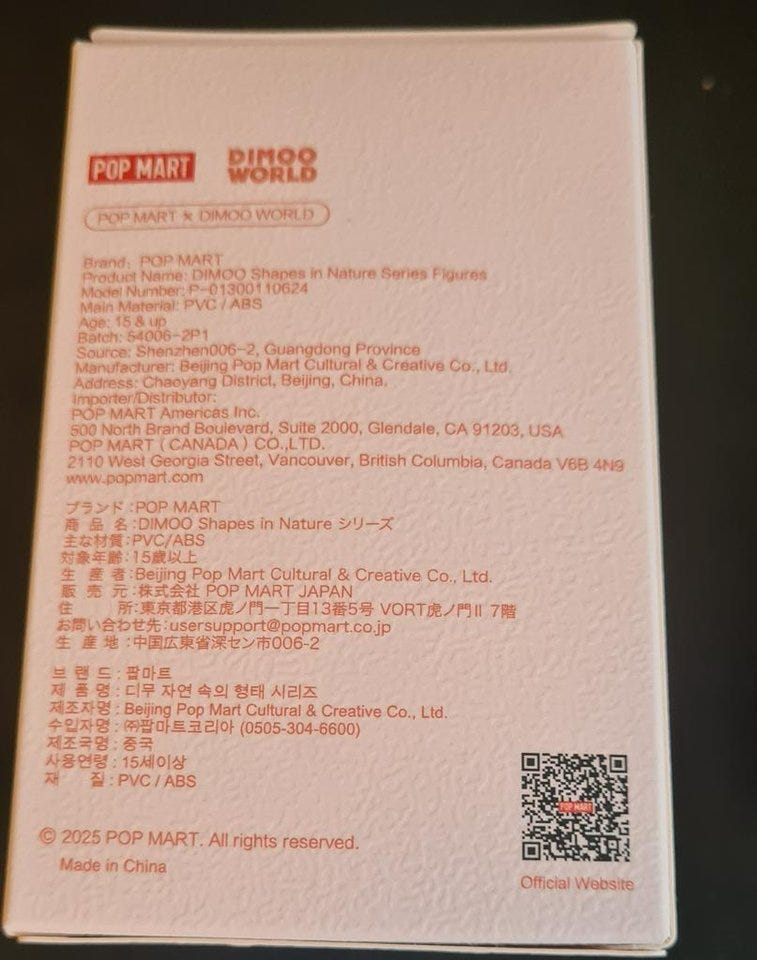 POP MART
DIMOO WORLD
POP MART × DIMOO WORLD
Brand: POP MART
Product Name: DIMOO Shapes in Nature Series Figures
Model Number: P-01300110624
Main Material: PVC / ABS
Age: 15 & up
Batch: 54006-2P1
Source: Shenzhen006-2, Guangdong Province
Manufacturer: Beijing Pop Mart Cultural & Creative Co., Ltd.
Address: Chaoyang District, Beijing, China.
Importer/Distributor:
POP MART Americas Inc.
500 North Brand Boulevard, Suite 2000, Glendale, CA 91203, USA
POP MART ( CANADA ) CO.,LTD.
2110 West Georgia Street, Vancouver, British Columbia, Canada V6B 4N9
www.popmart.com
ブランド:POP MART
商 品 名:DIMOO Shapes in Nature シリーズ
主な材質:PVC/ABS
対象年齢:15歳以上
生 産 者:Beijing Pop Mart Cultural & Creative Co., Ltd.
販 売 元:株式会社 POP MART JAPAN
住 所:東京都港区虎ノ門一丁目13番5号 VORT虎ノ門Ⅱ 7階
お問い合わせ先:usersupport@popmart.co.jp
生 産 地:中国広東省深セン市006-2
브 랜 드 : 팝마트
제 품 명 : 디무 자연 속의 형태 시리즈
제조자명 : Beijing Pop Mart Cultural & Creative Co., Ltd.
수입자명 : ㈜팝마트코리아 (0505-304-6600)
제조국명 : 중국
사용연령 : 15세이상
재 질 : PVC / ABS
© 2025 POP MART. All rights reserved.
Made in China
POP MART
Official Website